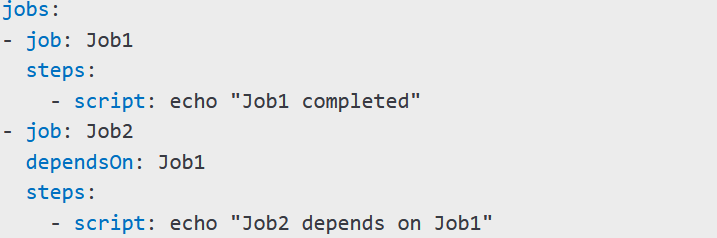 jobs:
- job: Job1
  steps:
    - script: echo "Job1 completed"
- job: Job2
  dependsOn: Job1
  steps:
    - script: echo "Job2 depends on Job1"